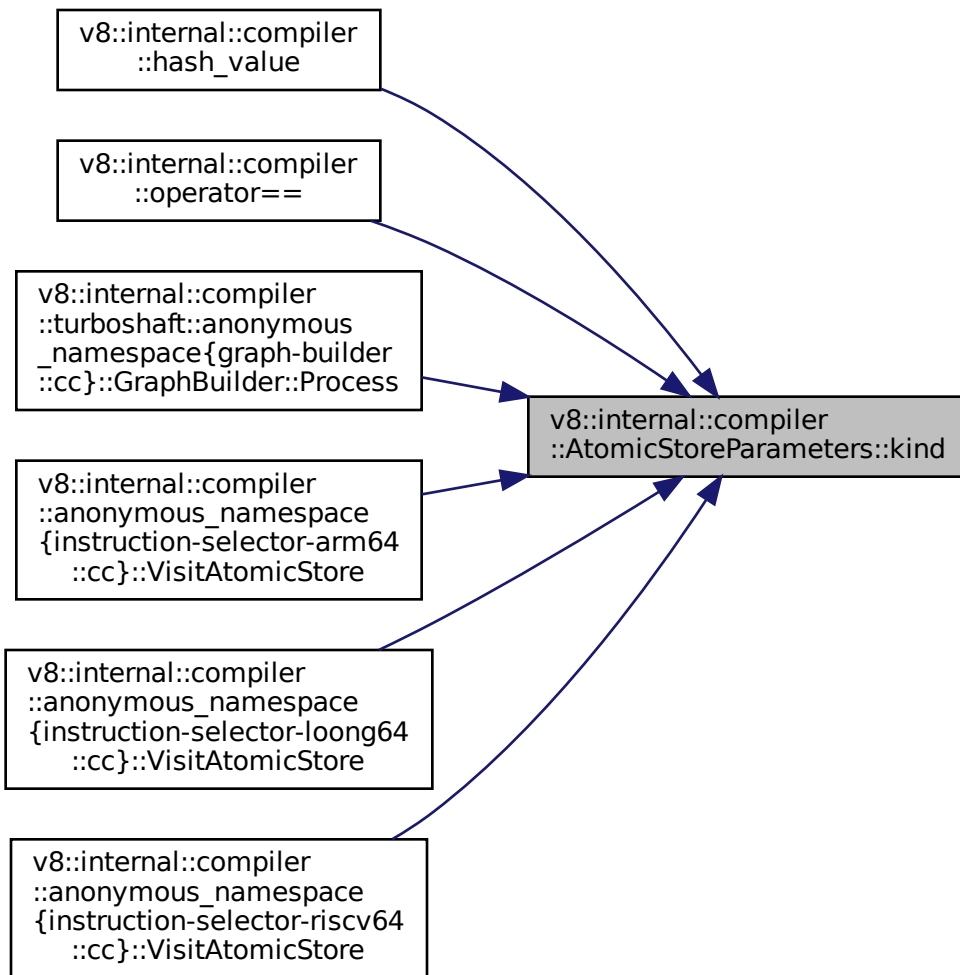 v8::internal::compiler
::hash_value
v8::internal::compiler
::operator==
v8::internal::compiler
::turboshaft::anonymous
_namespace{graph-builder
::cc}::GraphBuilder::Process
v8::internal::compiler
::AtomicStoreParameters::kind
v8::internal::compiler
::anonymous_namespace
{instruction-selector-arm64
::cc}::VisitAtomicStore
v8::internal::compiler
::anonymous_namespace
{instruction-selector-loong64
::cc}::VisitAtomicStore
v8::internal::compiler
::anonymous_namespace
{instruction-selector-riscv64
::cc}::VisitAtomicStore